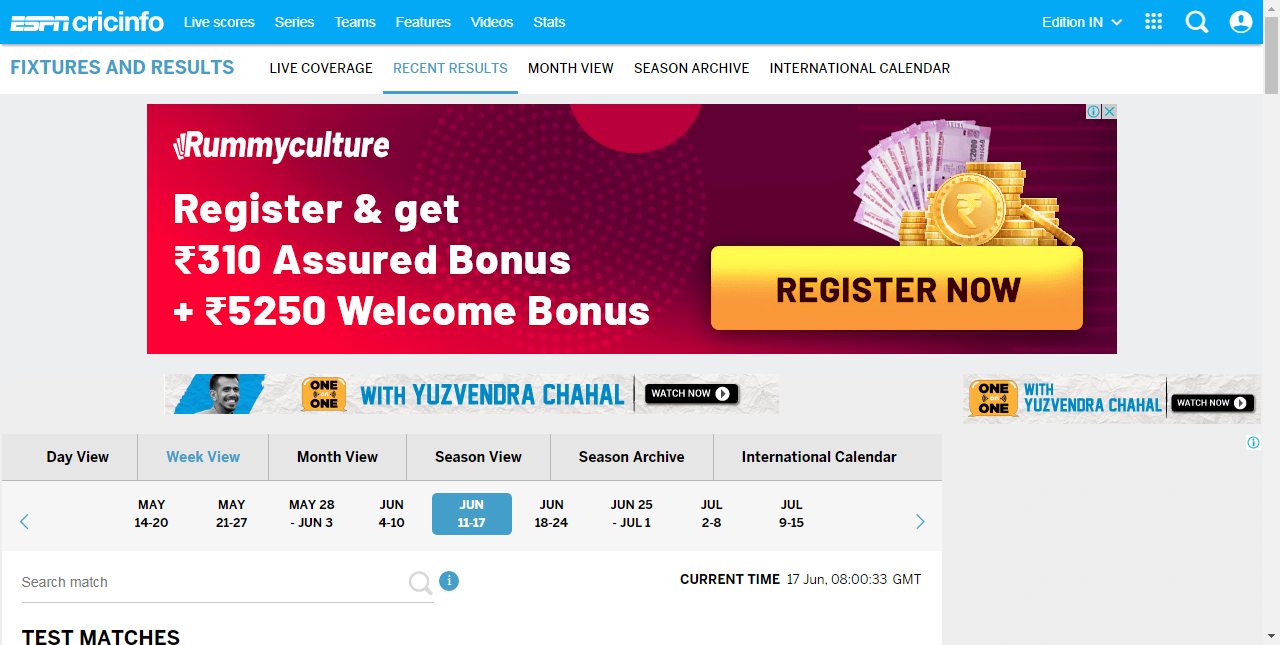 ESPN cricinfo Live scores Series Teams Features Videos Stats Edition IN
FIXTURES AND RESULTS LIVE COVERAGE RECENT RESULTS MONTH VIEW SEASON ARCHIVE INTERNATIONAL CALENDAR
Rummyculture
Register & get
₹310 Assured Bonus
+ ₹5250 Welcome Bonus
REGISTER NOW
ONE ON ONE WITH YUZVENDRA CHAHAL WATCH NOW
ONE ON ONE WITH YUZVENDRA CHAHAL WATCH NOW
Day View Week View Month View Season View Season Archive International Calendar
MAY 14-20 MAY 21-27 MAY 28 - JUN 3 JUN 4-10 JUN 11-17 JUN 18-24 JUN 25 - JUL 1 JUL 2-8 JUL 9-15
Search match
CURRENT TIME 17 Jun, 08:00:33 GMT
TEST MATCHES